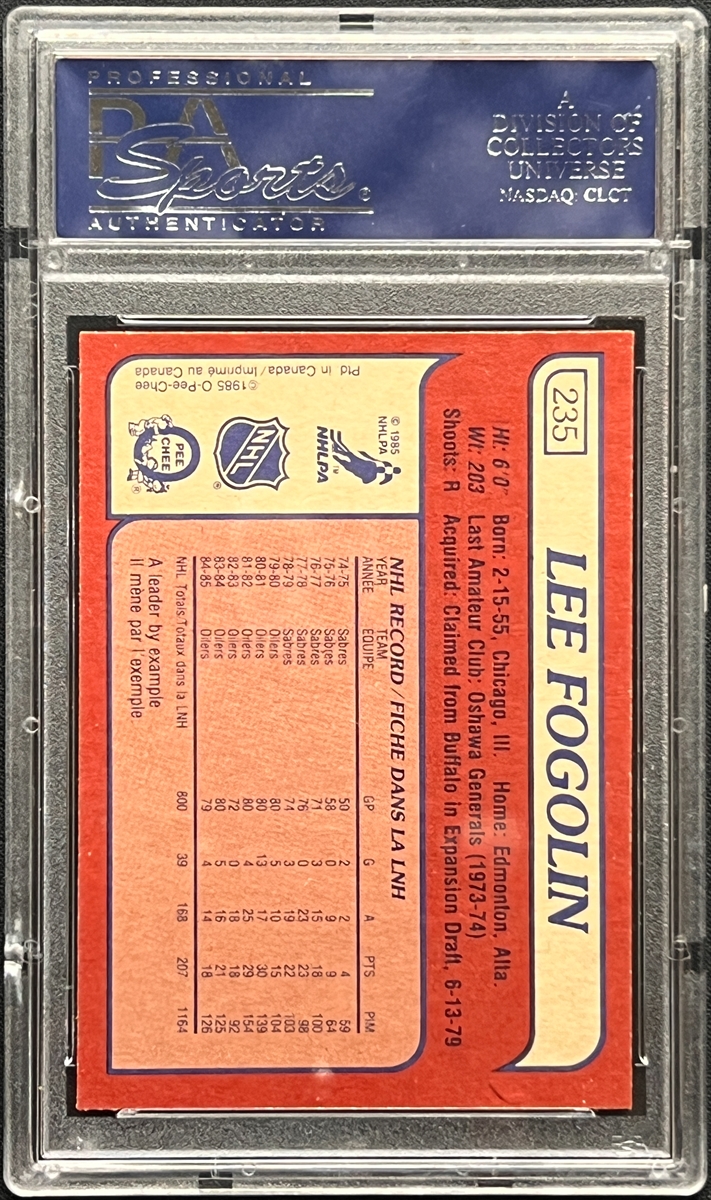 PROFESSIONAL
PSA
Sports®
AUTHENTICATOR
A
DIVISION OF
COLLECTORS
UNIVERSE
NASDAQ: CLCT
235
LEE FOGOLIN
Ht: 6'0" Born: 2-15-55, Chicago, Ill. Home: Edmonton, Alta.
Wt: 203 Last Amateur Club: Oshawa Generals (1973-74)
Shoots: R Acquired: Claimed from Buffalo in Expansion Draft, 6-13-79
© 1985
NHLPA
™
NHLPA
NHL
®
O
PEE
CHEE
®
©1985 O-Pee-Chee
Ptd. in Canada/Imprimé au Canada
NHL RECORD/FICHE DANS LA LNH
YEAR TEAM GP G A PTS PIM
ANNÉE EQUIPE
74-75 Sabres 50 2 2 4 59
75-76 Sabres 58 0 9 9 64
76-77 Sabres 71 3 15 18 100
77-78 Sabres 76 0 23 23 98
78-79 Sabres 74 3 19 22 103
79-80 Oilers 80 5 10 15 104
80-81 Oilers 80 13 17 30 139
81-82 Oilers 80 4 25 29 154
82-83 Oilers 72 0 18 18 92
83-84 Oilers 80 5 16 21 125
84-85 Oilers 79 4 14 18 126
NHL Totals/Totaux dans la LNH 800 39 168 207 1164
A leader by example
Il mène par l'exemple